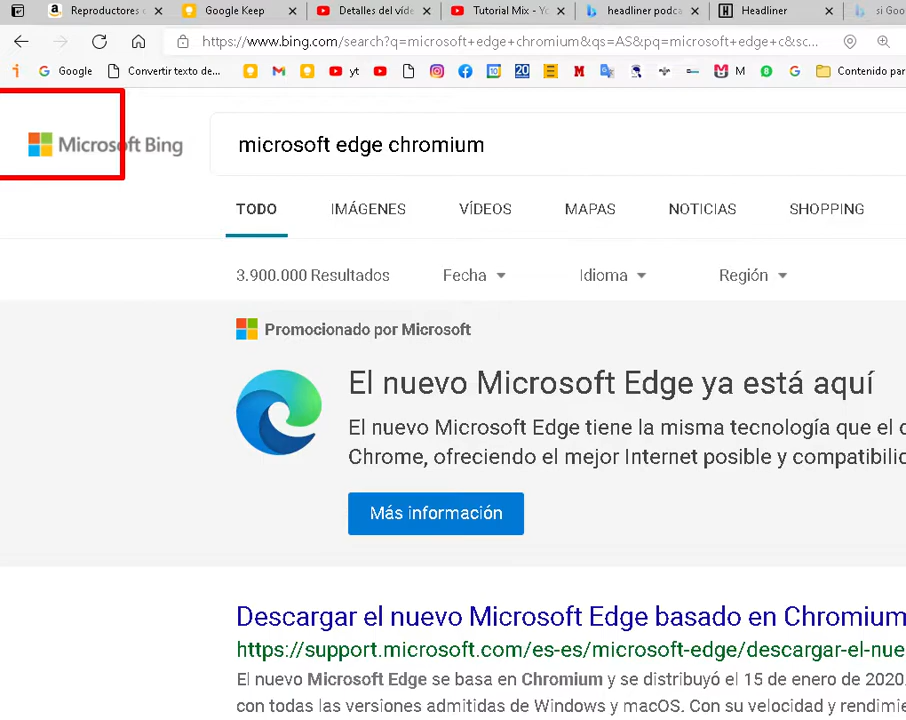 Reproductores
Google Keep
Detalles del víde
Tutorial Mix - Yo
headliner podca
Headliner
si Goo
https://www.bing.com/search?q=microsoft+edge+chromium&qs=AS&pq=microsoft+edge+c&sc...
Google
Convertir texto de...
yt
20
M
Contenido par
Microsoft Bing
microsoft edge chromium
TODO
IMÁGENES
VÍDEOS
MAPAS
NOTICIAS
SHOPPING
3.900.000 Resultados
Fecha
Idioma
Región
Promocionado por Microsoft
El nuevo Microsoft Edge ya está aquí
El nuevo Microsoft Edge tiene la misma tecnología que el
Chrome, ofreciendo el mejor Internet posible y compatibilid
Más información
Descargar el nuevo Microsoft Edge basado en Chromium
https://support.microsoft.com/es-es/microsoft-edge/descargar-el-nue
El nuevo Microsoft Edge se basa en Chromium y se distribuyó el 15 de enero de 2020.
con todas las versiones admitidas de Windows y macOS. Con su velocidad y rendimie